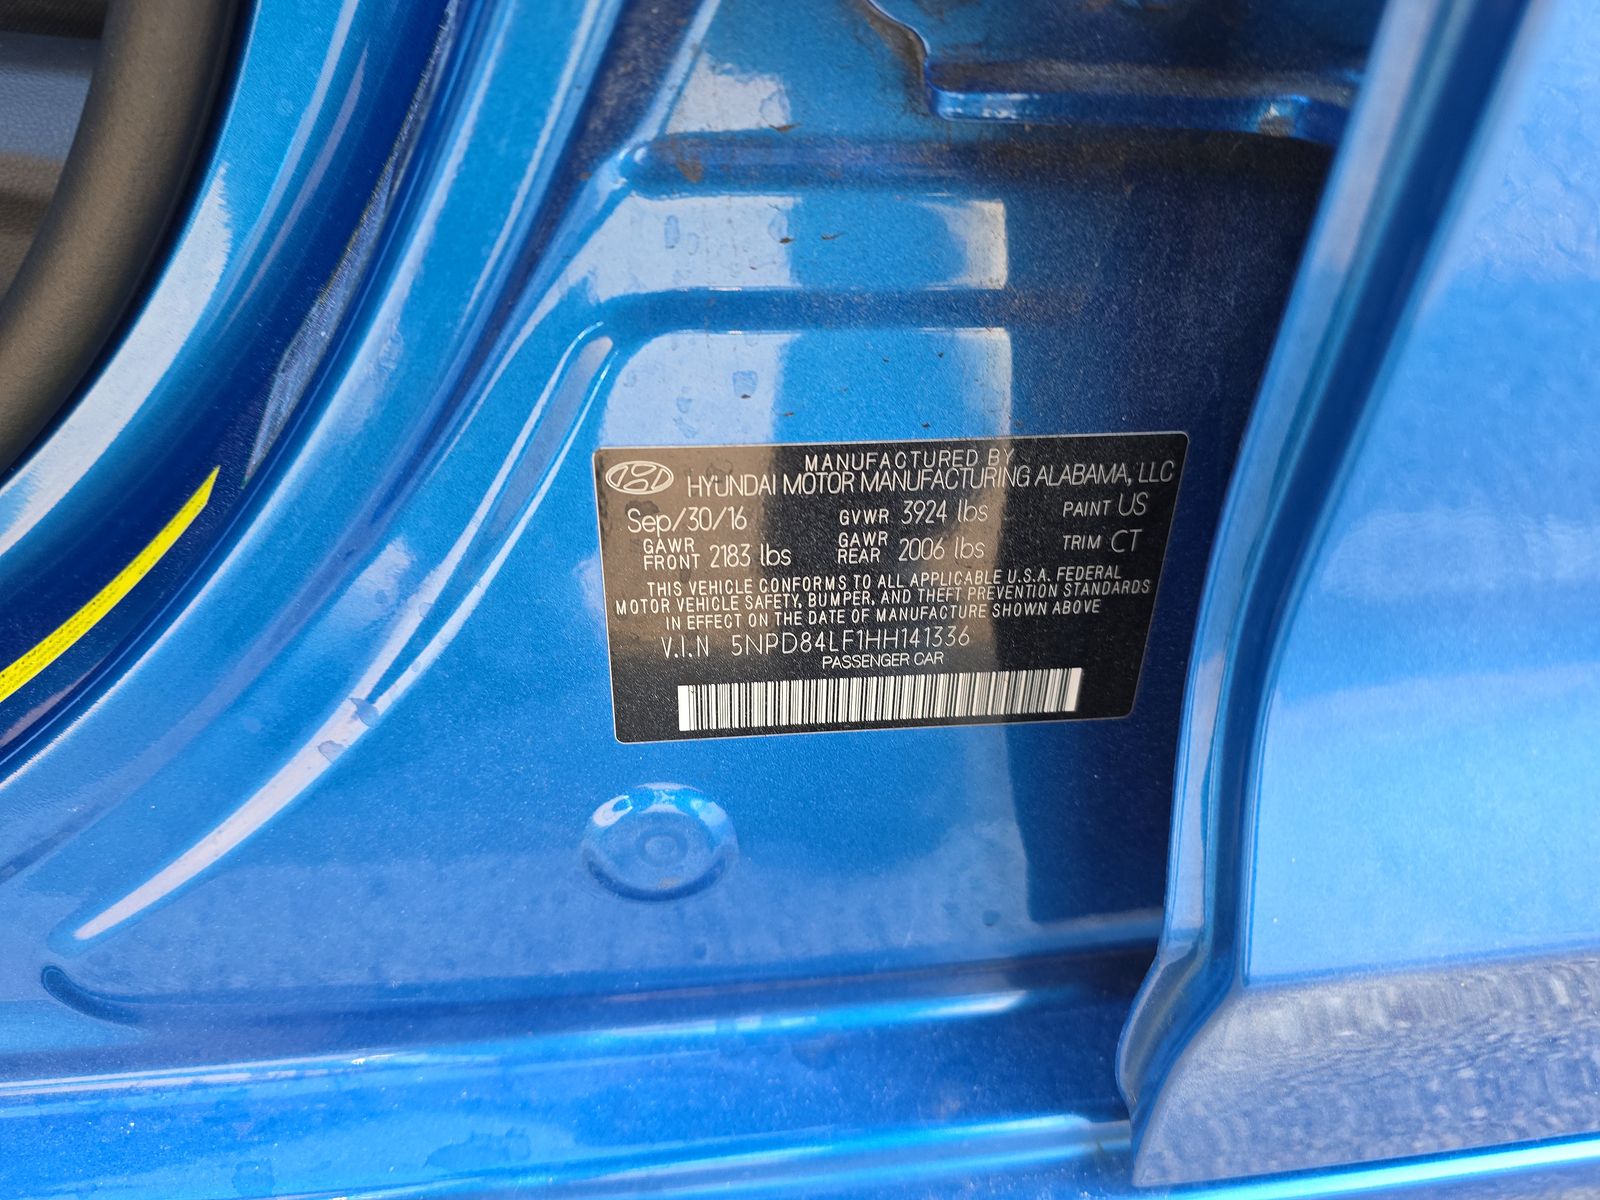 MANUFACTURED BY
HYUNDAI MOTOR MANUFACTURING ALABAMA, LLC
Sep/30/16 GVWR 3924 lbs PAINT US
GAWR FRONT 2183 lbs GAWR REAR 2006 lbs TRIM CT
THIS VEHICLE CONFORMS TO ALL APPLICABLE U.S.A. FEDERAL
MOTOR VEHICLE SAFETY, BUMPER, AND THEFT PREVENTION STANDARDS
IN EFFECT ON THE DATE OF MANUFACTURE SHOWN ABOVE
V.I.N 5NPD84LF1HH141336
PASSENGER CAR